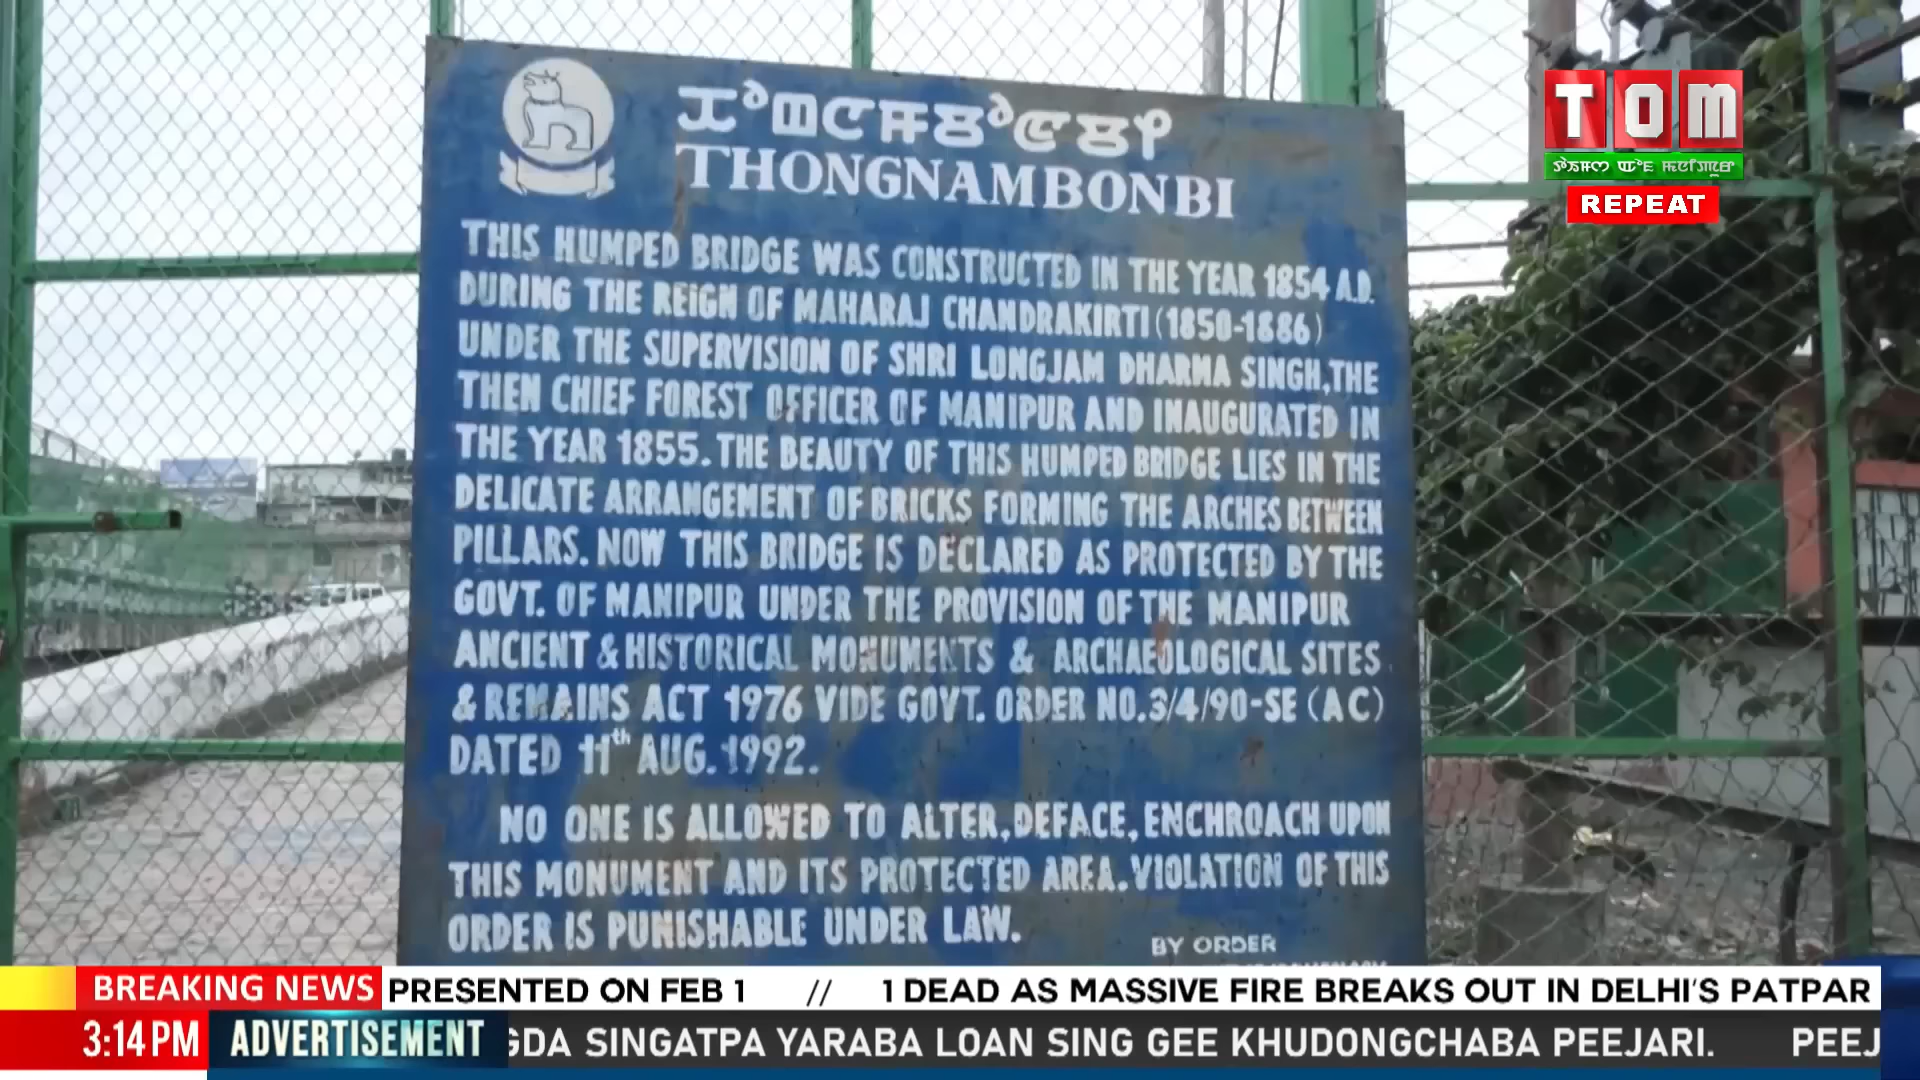 ꯊꯣꯡꯅꯝꯕꯣꯟꯕꯤ
THONGNAMBONBI
THIS HUMPED BRIDGE WAS CONSTRUCTED IN THE YEAR 1854 A.D.
DURING THE REIGN OF MAHARAJ CHANDRAKIRTI (1850-1886)
UNDER THE SUPERVISION OF SHRI LONGJAM DHARMA SINGH, THE
THEN CHIEF FOREST OFFICER OF MANIPUR AND INAUGURATED IN
THE YEAR 1855. THE BEAUTY OF THIS HUMPED BRIDGE LIES IN THE
DELICATE ARRANGEMENT OF BRICKS FORMING THE ARCHES BETWEEN
PILLARS. NOW THIS BRIDGE IS DECLARED AS PROTECTED BY THE
GOVT. OF MANIPUR UNDER THE PROVISION OF THE MANIPUR
ANCIENT & HISTORICAL MONUMENTS & ARCHAEOLOGICAL SITES
& REMAINS ACT 1976 VIDE GOVT. ORDER NO. 3/4/90-SE (AC)
DATED 11th AUG. 1992.
NO ONE IS ALLOWED TO ALTER, DEFACE, ENCHROACH UPON
THIS MONUMENT AND ITS PROTECTED AREA. VIOLATION OF THIS
ORDER IS PUNISHABLE UNDER LAW.
BY ORDER
TOM
REPEAT
BREAKING NEWS PRESENTED ON FEB 1 // 1 DEAD AS MASSIVE FIRE BREAKS OUT IN DELHI'S PATPAR
3:14 PM ADVERTISEMENT GDA SINGATPA YARABA LOAN SING GEE KHUDONGCHABA PEEJARI. PEEJ